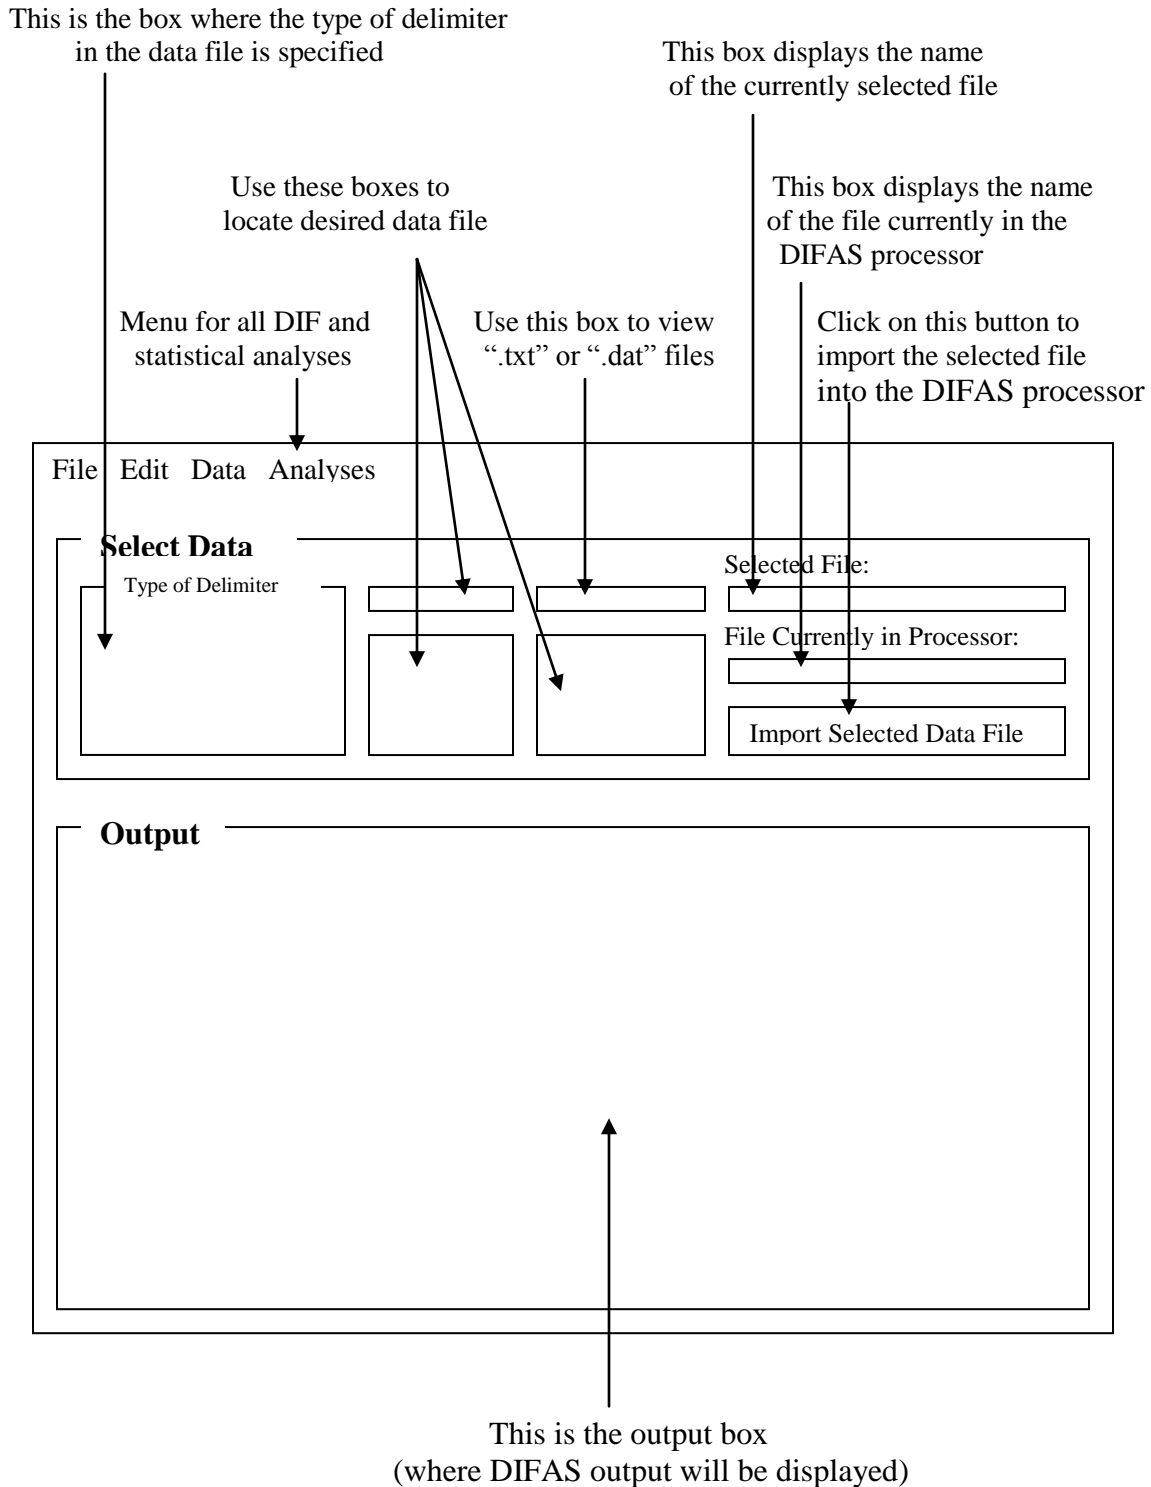 This is the box where the type of delimiter
in the data file is specified
This box displays the name
of the currently selected file
Use these boxes to
locate desired data file
This box displays the name
of the file currently in the
DIFAS processor
Menu for all DIF and
statistical analyses
Use this box to view
“.txt” or “.dat” files
Click on this button to
import the selected file
into the DIFAS processor
File Edit Data Analyses
Select Data
Type of Delimiter
Selected File:
File Currently in Processor:
Import Selected Data File
Output
This is the output box
(where DIFAS output will be displayed)